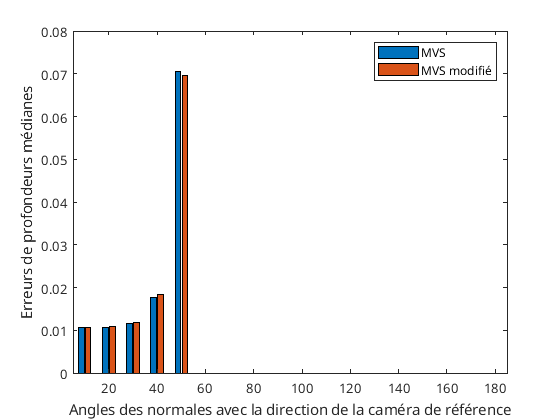 0.08
0.07
0.06
0.05
0.04
0.03
0.02
0.01
0
Erreurs de profondeurs médianes
MVS
MVS modifié
20 40 60 80 100 120 140 160 180
Angles des normales avec la direction de la caméra de référence